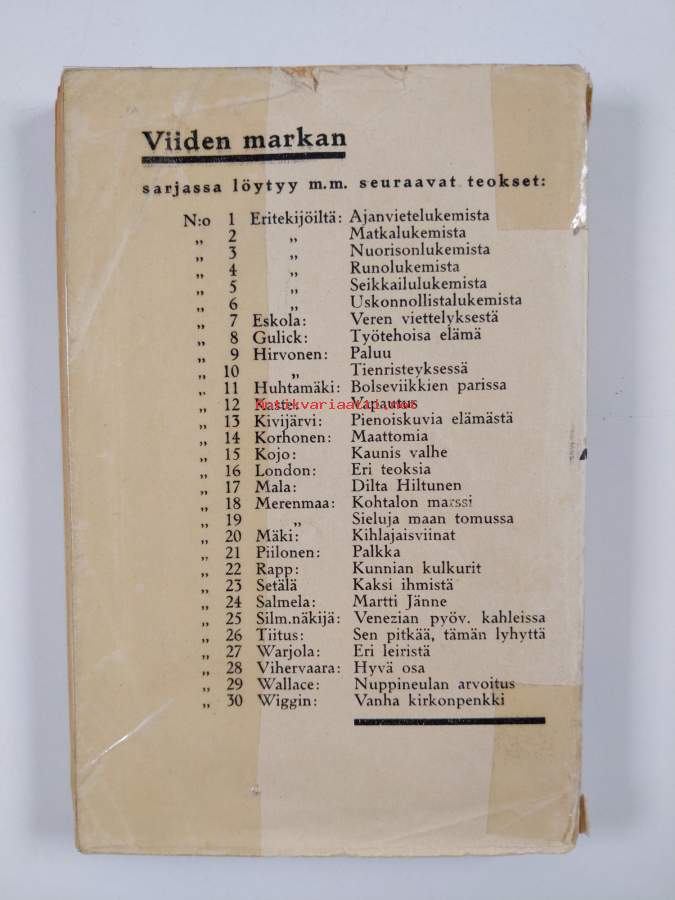 Viiden markan
sarjassa löytyy m.m. seuraavat teokset:
N:o 1 Eritekijöiltä: Ajanvietelukemista
„ 2 „ Matkalukemista
„ 3 „ Nuorisonlukemista
„ 4 „ Runolukemista
„ 5 „ Seikkailulukemista
„ 6 „ Uskonnollistalukemista
„ 7 Eskola: Veren viettelyksestä
„ 8 Gulick: Työtehoisa elämä
„ 9 Hirvonen: Paluu
„ 10 „ Tienristeyksessä
„ 11 Huhtamäki: Bolseviikkien parissa
„ 12 Vapautus
Antikvariaatti.net
„ 13 Kivijärvi: Pienoiskuvia elämästä
„ 14 Korhonen: Maattomia
„ 15 Kojo: Kaunis valhe
„ 16 London: Eri teoksia
„ 17 Mala: Dilta Hiltunen
„ 18 Merenmaa: Kohtalon marssi
„ 19 „ Sieluja maan tomussa
„ 20 Mäki: Kihlajaisviinat
„ 21 Piilonen: Palkka
„ 22 Rapp: Kunnian kulkurit
„ 23 Setälä Kaksi ihmistä
„ 24 Salmela: Martti Jänne
„ 25 Silm.näkijä: Venezian pyöv. kahleissa
„ 26 Tiitus: Sen pitkää, tämän lyhyttä
„ 27 Warjola: Eri leiristä
„ 28 Vihervaara: Hyvä osa
„ 29 Wallace: Nuppineulan arvoitus
„ 30 Wiggin: Vanha kirkonpenkki